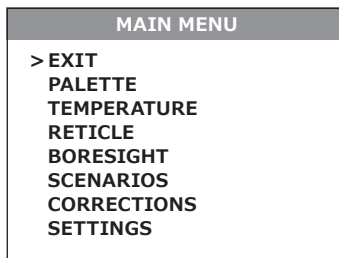 MAIN MENU
> EXIT
PALETTE
TEMPERATURE
RETICLE
BORESIGHT
SCENARIOS
CORRECTIONS
SETTINGS